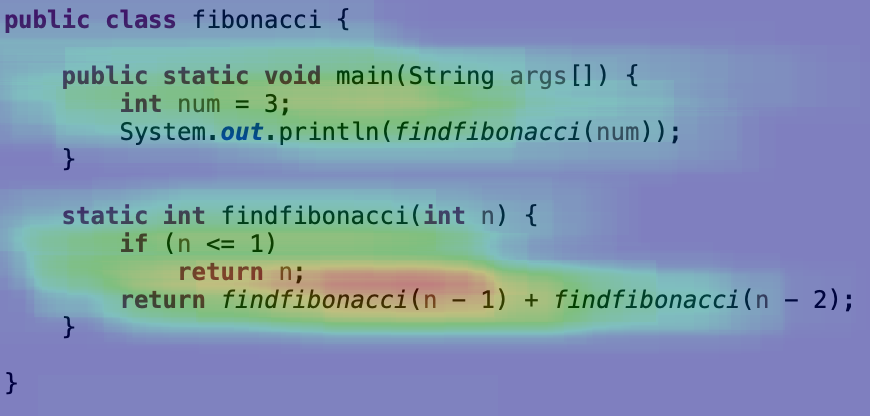 public class fibonacci {
    public static void main(String args[]) {
        int num = 3;
        System.out.println(findfibonacci(num));
    }
    static int findfibonacci(int n) {
        if (n <= 1)
            return n;
        return findfibonacci(n - 1) + findfibonacci(n - 2);
    }
}